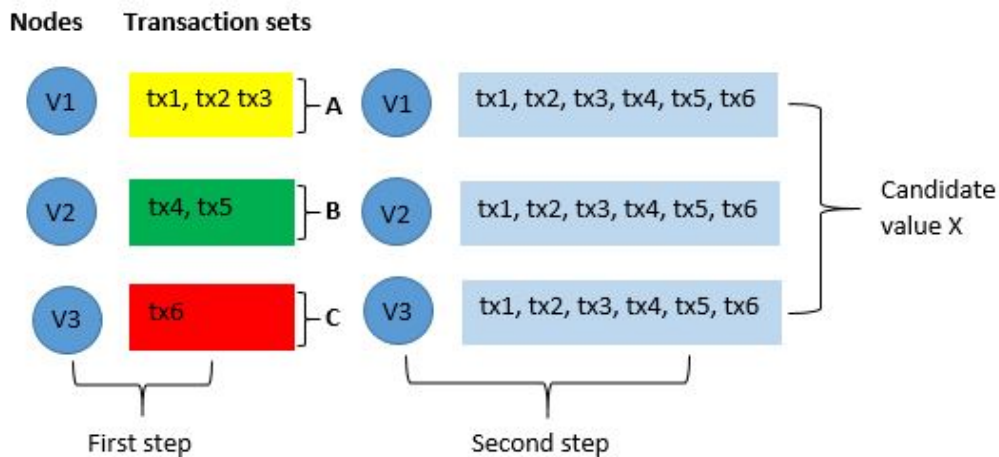 Nodes Transaction sets
V1 tx1, tx2 tx3 A V1 tx1, tx2, tx3, tx4, tx5, tx6
V2 tx4, tx5 B V2 tx1, tx2, tx3, tx4, tx5, tx6
Candidate
value X
V3 tx6 C V3 tx1, tx2, tx3, tx4, tx5, tx6
First step Second step